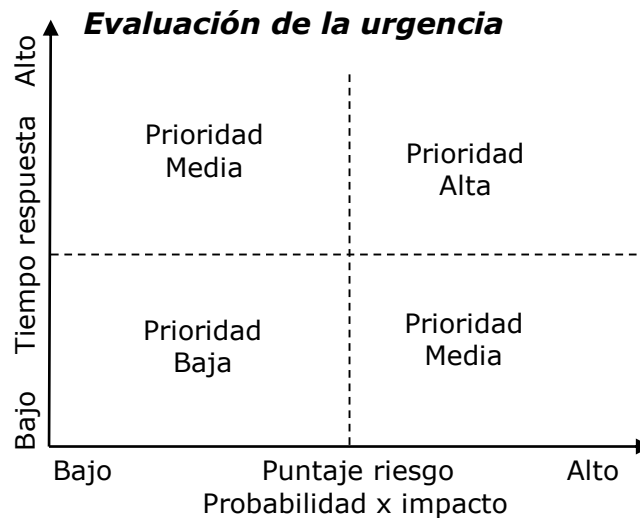 Evaluación de la urgencia
Alto
Tiempo respuesta
Bajo
Prioridad
Media
Prioridad
Alta
Prioridad
Baja
Prioridad
Media
Bajo
Puntaje riesgo
Alto
Probabilidad x impacto